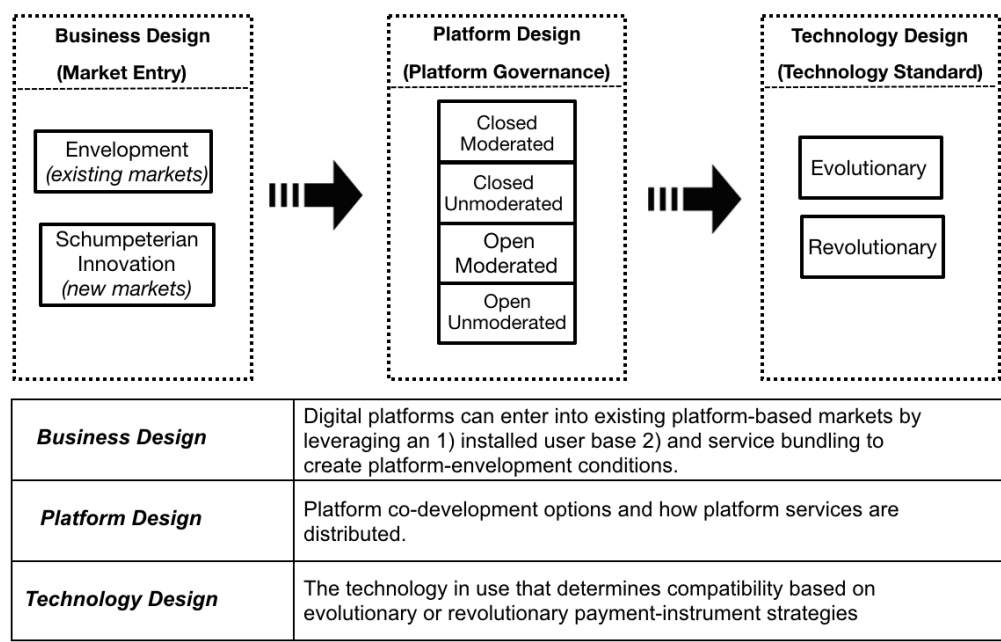 Business Design
(Market Entry)
Envelopment
(existing markets)
Schumpeterian
Innovation
(new markets)
Platform Design
(Platform Governance)
Closed
Moderated
Closed
Unmoderated
Open
Moderated
Open
Unmoderated
Technology Design
(Technology Standard)
Evolutionary
Revolutionary
Business Design
Digital platforms can enter into existing platform-based markets by
leveraging an 1) installed user base 2) and service bundling to
create platform-envelopment conditions.
Platform Design
Platform co-development options and how platform services are
distributed.
Technology Design
The technology in use that determines compatibility based on
evolutionary or revolutionary payment-instrument strategies